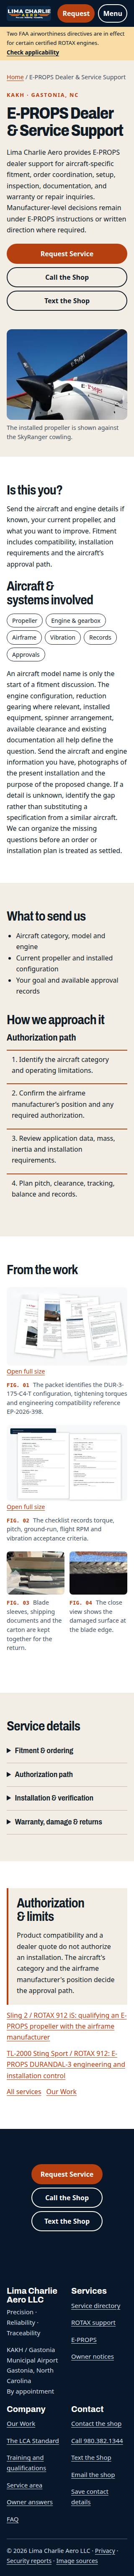 LIMA CHARLIE
Request
Menu
Two FAA airworthiness directives are in effect
for certain certified ROTAX engines.
Check applicability
Home / E-PROPS Dealer & Service Support
KAKH · GASTONIA, NC
E-PROPS Dealer
& Service Support
Lima Charlie Aero provides E-PROPS
dealer support for aircraft-specific
fitment, order coordination, setup,
inspection, documentation, and
warranty or repair inquiries.
Manufacturer-level decisions remain
under E-PROPS instructions or written
direction where required.
Request Service
Call the Shop
Text the Shop
The installed propeller is shown against
the SkyRanger cowling.
Is this you?
Send the aircraft and engine details if
known, your current propeller, and
what you want to improve. Fitment
includes compatibility, installation
requirements and the aircraft's
approval path.
Aircraft &
systems involved
Propeller
Engine & gearbox
Airframe
Vibration
Records
Approvals
An aircraft model name is only the
start of a fitment discussion. The
engine configuration, reduction
gearing where relevant, installed
equipment, spinner arrangement,
available clearance and existing
documentation all help define the
question. Send the aircraft and engine
information you have, photographs of
the present installation and the
purpose of the proposed change. If a
value is unknown, identify the gap
rather than substituting a
specification from a similar aircraft.
We can organize the missing
questions before an order or
installation plan is treated as settled.
What to send us
Aircraft category, model and
engine
Current propeller and installed
configuration
Your goal and available approval
records
How we approach it
Authorization path
1. Identify the aircraft category
and operating limitations.
2. Confirm the airframe
manufacturer's position and any
required authorization.
3. Review application data, mass,
inertia and installation
requirements.
4. Plan pitch, clearance, tracking,
balance and records.
From the work
Open full size
FIG. 01 The packet identifies the DUR-3-
175-C4-T configuration, tightening torques
and engineering compatibility reference
EP-2026-398.
Open full size
FIG. 02 The checklist records torque,
pitch, ground-run, flight RPM and
vibration acceptance criteria.
FIG. 03 Blade
sleeves, shipping
documents and the
carton are kept
together for the
return.
FIG. 04 The close
view shows the
damaged surface at
the blade edge.
Service details
Fitment & ordering
Authorization path
Installation & verification
Warranty, damage & returns
Authorization
& limits
Product compatibility and a
dealer quote do not authorize
an installation. The aircraft's
category and the airframe
manufacturer's position decide
the approval path.
Sling 2 / ROTAX 912 iS: qualifying an E-
PROPS propeller with the airframe
manufacturer
TL-2000 Sting Sport / ROTAX 912: E-
PROPS DURANDAL-3 engineering and
installation control
All services Our Work
Request Service
Call the Shop
Text the Shop
Lima Charlie
Aero LLC
Precision ·
Reliability ·
Traceability
KAKH / Gastonia
Municipal Airport
Gastonia, North
Carolina
By appointment
Services
Service directory
ROTAX support
E-PROPS
Owner notices
Company
Our Work
The LCA Standard
Training and
qualifications
Service area
Owner answers
FAQ
Contact
Contact the shop
Call 980.382.1344
Text the Shop
Email the shop
Save contact
details
© 2026 Lima Charlie Aero LLC · Privacy ·
Security reports · Image sources